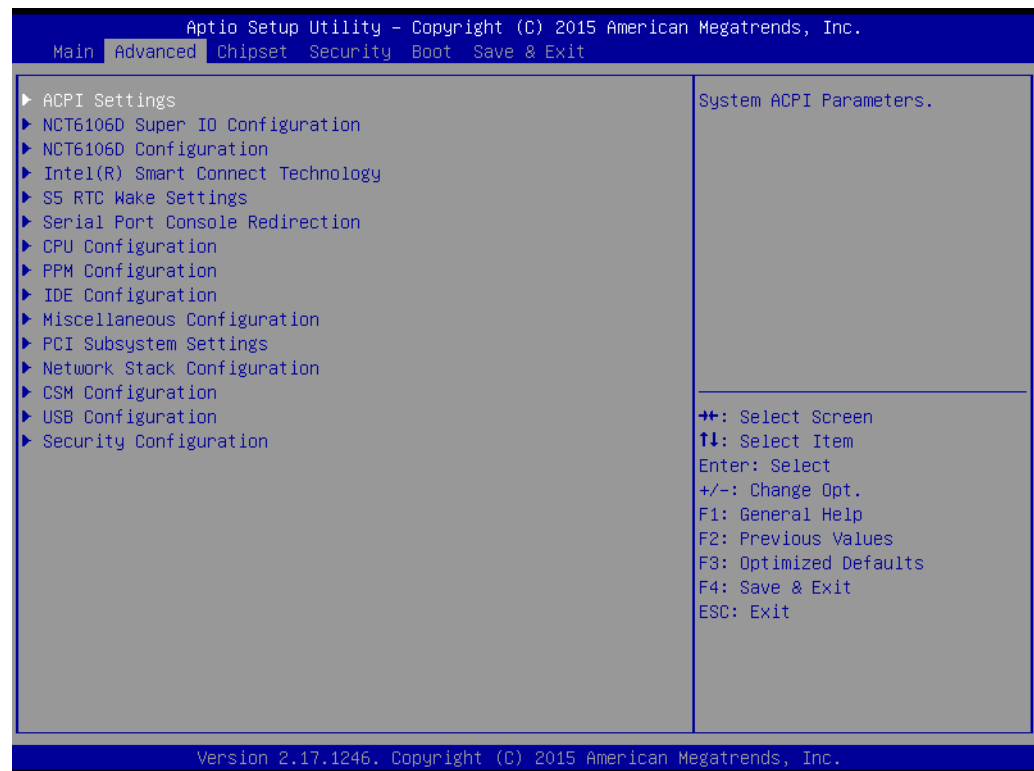 Aptio Setup Utility – Copyright (C) 2015 American Megatrends, Inc.
Main Advanced Chipset Security Boot Save & Exit
▶ ACPI Settings
▶ NCT6106D Super IO Configuration
▶ NCT6106D Configuration
▶ Intel(R) Smart Connect Technology
▶ S5 RTC Wake Settings
▶ Serial Port Console Redirection
▶ CPU Configuration
▶ PPM Configuration
▶ IDE Configuration
▶ Miscellaneous Configuration
▶ PCI Subsystem Settings
▶ Network Stack Configuration
▶ CSM Configuration
▶ USB Configuration
▶ Security Configuration
System ACPI Parameters.
→←: Select Screen
↑↓: Select Item
Enter: Select
+/-: Change Opt.
F1: General Help
F2: Previous Values
F3: Optimized Defaults
F4: Save & Exit
ESC: Exit
Version 2.17.1246. Copyright (C) 2015 American Megatrends, Inc.